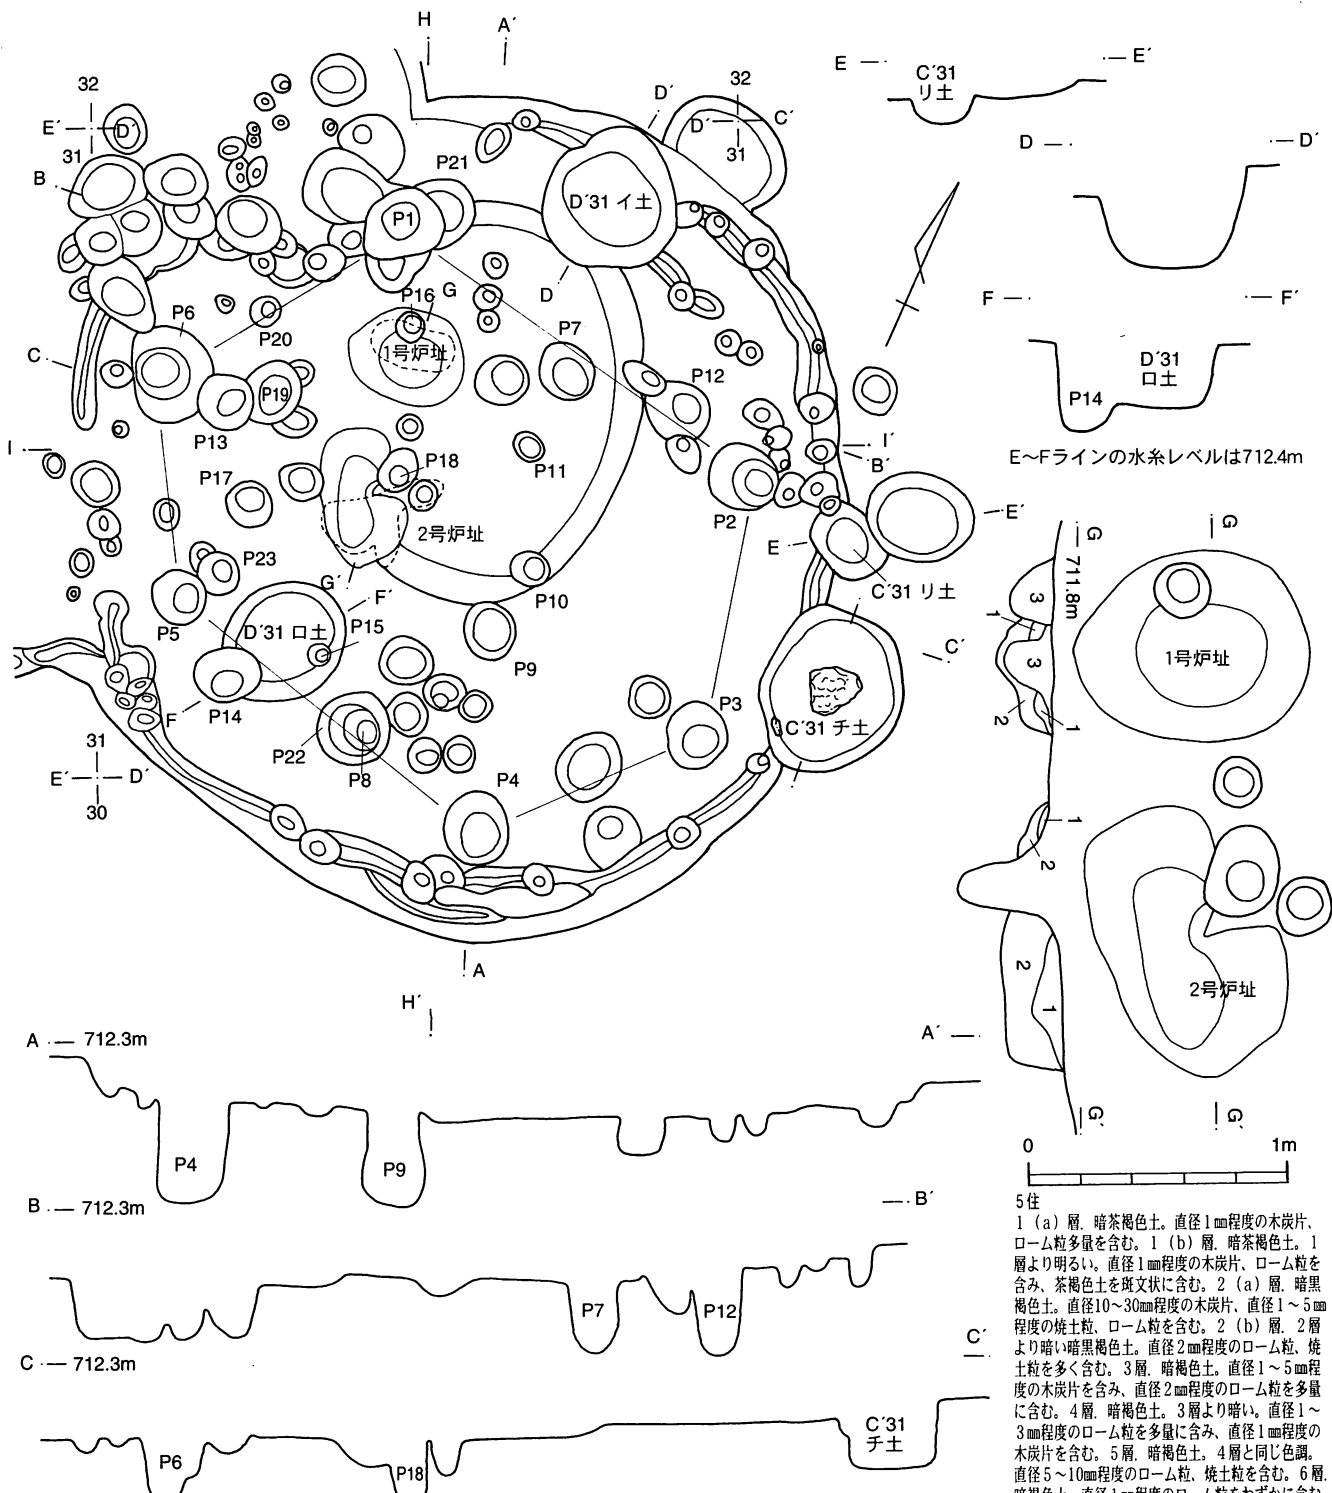 H
A´
32
E´
D´
31
B
C
I
P21
P1
D´31 イ土
D´
32
D´
C´
31
D
P16
G
1号炉址
P6
P20
P19
P13
P7
P12
P11
P17
P18
2号炉址
G´
P23
P5
D´31 ロ土
F´
P15
P10
P9
P14
F
P22
P8
P4
P3
P2
E
I´
B´
E´
C´31 リ土
C´
C´31 チ土
31
E´
D´
30
A
H´
E
E´
C´31
リ土
D
D´
F
F´
D´31
ロ土
P14
E～Fラインの水糸レベルは712.4m
G
711.8m
G
3
1
3
2
1
1
2
2
1
1号炉址
2号炉址
G´
G´
0
1m
A
712.3m
A´
P4
P9
B
712.3m
B´
P7
P12
C
712.3m
C´
P6
P18
C´31
チ土
5住
1（a）層．暗茶褐色土。直径1㎜程度の木炭片、
ローム粒多量を含む。1（b）層．暗茶褐色土。1
層より明るい。直径1㎜程度の木炭片、ローム粒を
含み、茶褐色土を斑文状に含む。2（a）層．暗黒
褐色土。直径10～30㎜程度の木炭片、直径1～5㎜
程度の焼土粒、ローム粒を含む。2（b）層．2層
より暗い暗黒褐色土。直径2㎜程度のローム粒、焼
土粒を多く含む。3層．暗褐色土。直径1～5㎜程
度の木炭片を含み、直径2㎜程度のローム粒を多量
に含む。4層．暗褐色土。3層より暗い。直径1～
3㎜程度のローム粒を多量に含み、直径1㎜程度の
木炭片を含む。5層．暗褐色土。4層と同じ色調。
直径5～10㎜程度のローム粒、焼土粒を含む。6層．